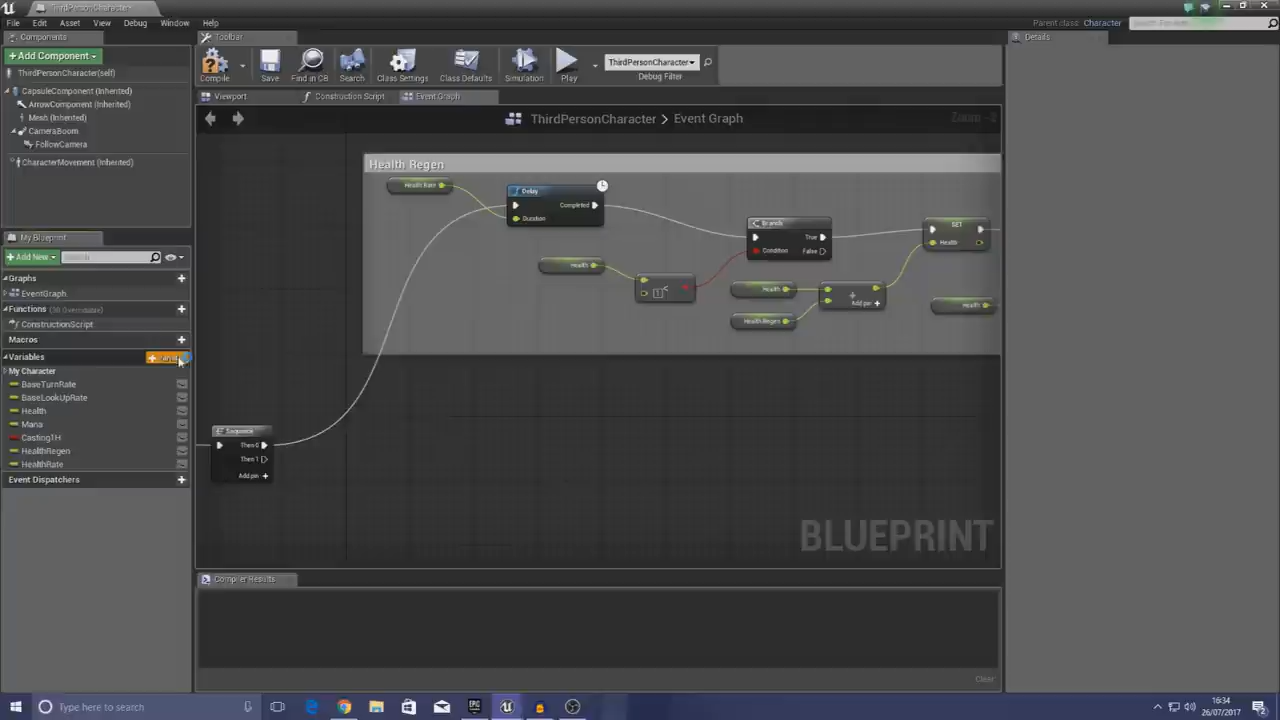 ThirdPersonCharacter
File Edit Asset View Debug Window Help
Parent class: Character
Components
Toolbar
Details
+Add Component
ThirdPersonCharacter(self)
CapsuleComponent (Inherited)
ArrowComponent (Inherited)
Mesh (Inherited)
CameraBoom
FollowCamera
CharacterMovement (Inherited)
Compile Save Find in CB Search Class Settings Class Defaults Simulation Play
ThirdPersonCharacter
Debug Filter
Viewport Construction Script Event Graph
ThirdPersonCharacter > Event Graph
Zoom -2
Health Regen
Health Rate
Delay
Completed
Duration
Branch
True
Condition False
SET
Health
Health
1 <
Health
Add pin +
Health Regen
Health
Sequence
Then 0
Then 1
Add pin +
BLUEPRINT
My Blueprint
+Add New Search
Graphs
EventGraph
Functions
ConstructionScript
Macros
Variables
My Character
BaseTurnRate
BaseLookUpRate
Health
Mana
Casting1H
HealthRegen
HealthRate
Event Dispatchers
Compiler Results
Clear
Type here to search
16:34
26/07/2017